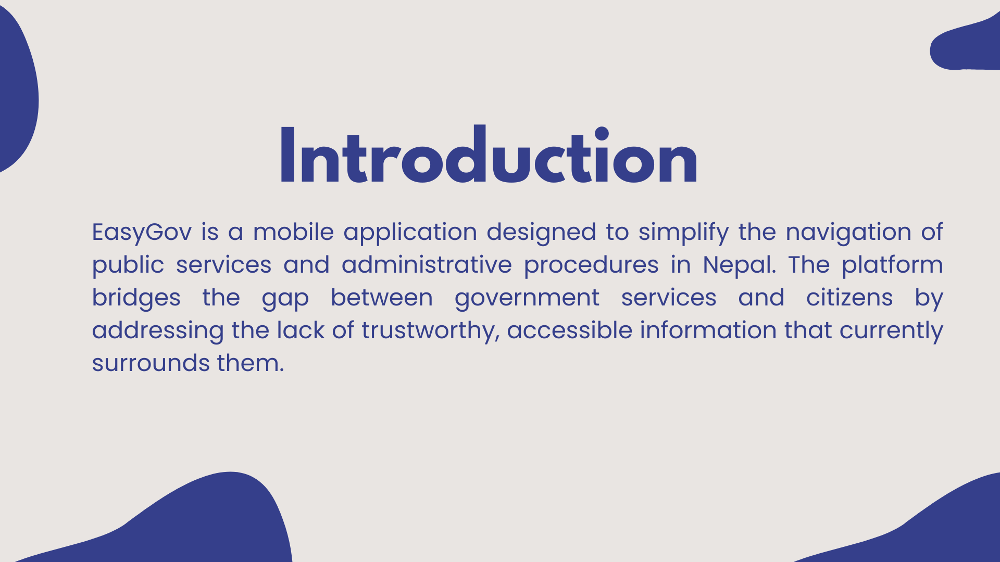 Introduction
EasyGov is a mobile application designed to simplify the navigation of
public services and administrative procedures in Nepal. The platform
bridges the gap between government services and citizens by
addressing the lack of trustworthy, accessible information that currently
surrounds them.